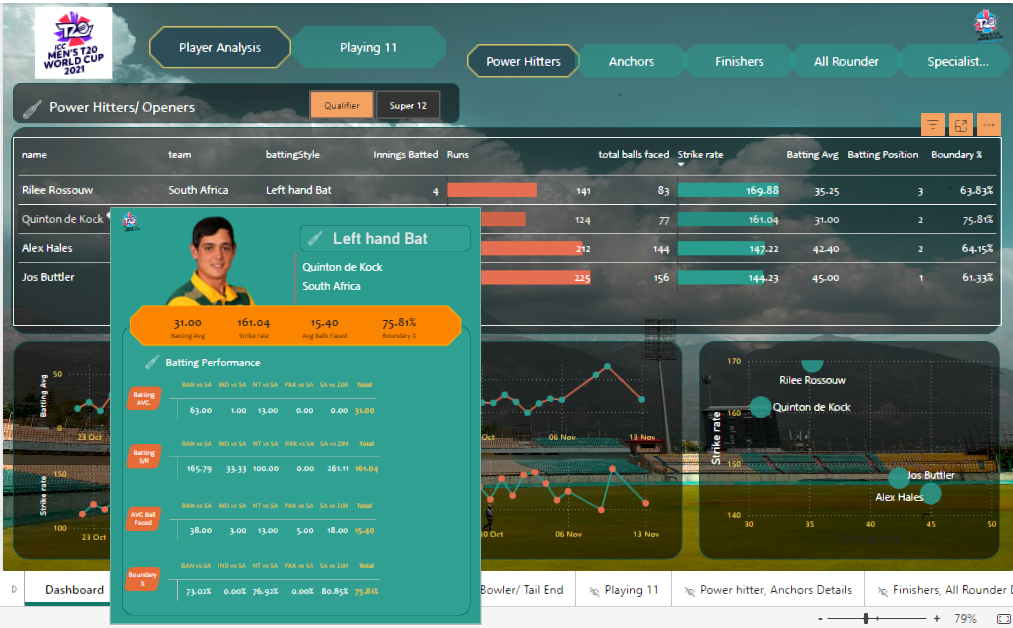 T20
ICC
MEN'S T20
WORLD CUP
2021
Player Analysis
Playing 11
Power Hitters
Anchors
Finishers
All Rounder
Specialist...
Power Hitters/ Openers
Qualifier
Super 12
name team battingStyle Innings Batted Runs total balls faced Strike rate Batting Avg Batting Position Boundary %
Rilee Rossouw South Africa Left hand Bat 4 141 83 169.88 35.25 3 63.83%
Quinton de Kock 124 77 161.04 31.00 2 75.81%
Alex Hales 212 144 147.22 42.40 2 64.15%
Jos Buttler 225 156 144.23 45.00 1 61.33%
Left hand Bat
Quinton de Kock
South Africa
31.00 161.04 15.40 75.81%
Batting Avg Strike rate Avg Balls Faced Boundary %
Batting Performance
Batting AVG.
BAN vs SA IND vs SA NT vs SA PAK vs SA SA vs ZIM Total
63.00 1.00 13.00 0.00 0.00 31.00
Batting S/R
BAN vs SA IND vs SA NT vs SA PAK vs SA SA vs ZIM Total
165.79 33.33 100.00 0.00 261.11 161.04
AVG Ball Faced
BAN vs SA IND vs SA NT vs SA PAK vs SA SA vs ZIM Total
38.00 3.00 13.00 5.00 18.00 15.40
Boundary %
BAN vs SA IND vs SA NT vs SA PAK vs SA SA vs ZIM Total
73.02% 0.00% 76.92% 0.00% 80.85% 75.81%
Batting Avg
50
0
23 Oct
Oct
06 Nov
13 Nov
Strike rate
150
100
23 Oct
0 Oct
06 Nov
13 Nov
Strike rate
170
160
150
140
30 35 40 45 50
Rilee Rossouw
Quinton de Kock
Jos Buttler
Alex Hales
Dashboard
Bowler/ Tail End
Playing 11
Power hitter, Anchors Details
Finishers, All Rounder D
- + 79%